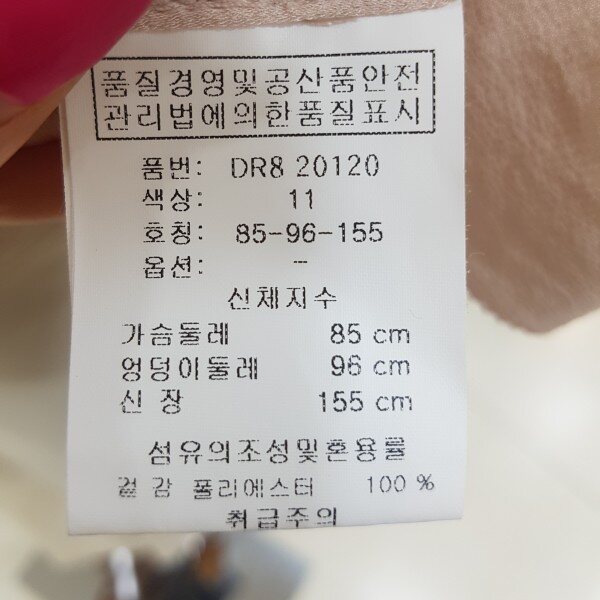 품질경영및공산품안전
관리법에의한품질표시
품번: DR8 20120
색상: 11
호칭: 85-96-155
옵션: -
신체지수
가슴둘레 85 cm
엉덩이둘레 96 cm
신 장 155 cm
섬유의조성및혼용률
겉 감 폴리에스터 100 %
취급주의